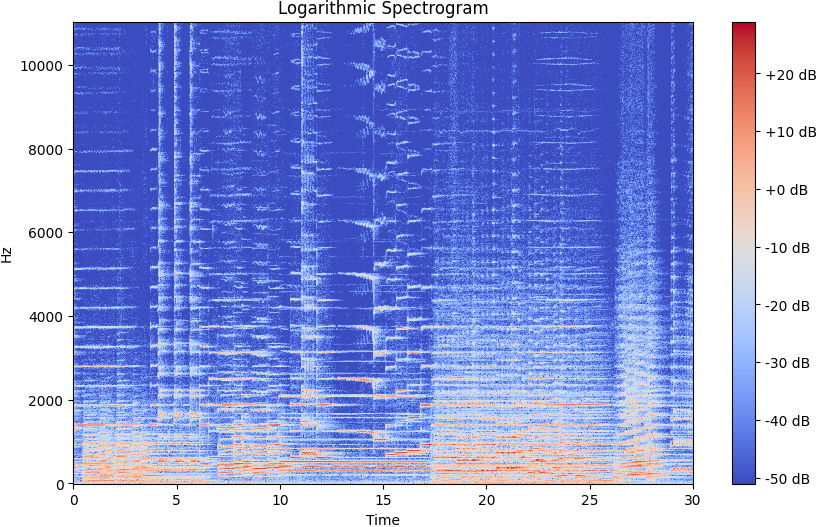 Logarithmic Spectrogram
10000
8000
6000
4000
2000
0
Hz
0 5 10 15 20 25 30
Time
+20 dB
+10 dB
+0 dB
-10 dB
-20 dB
-30 dB
-40 dB
-50 dB